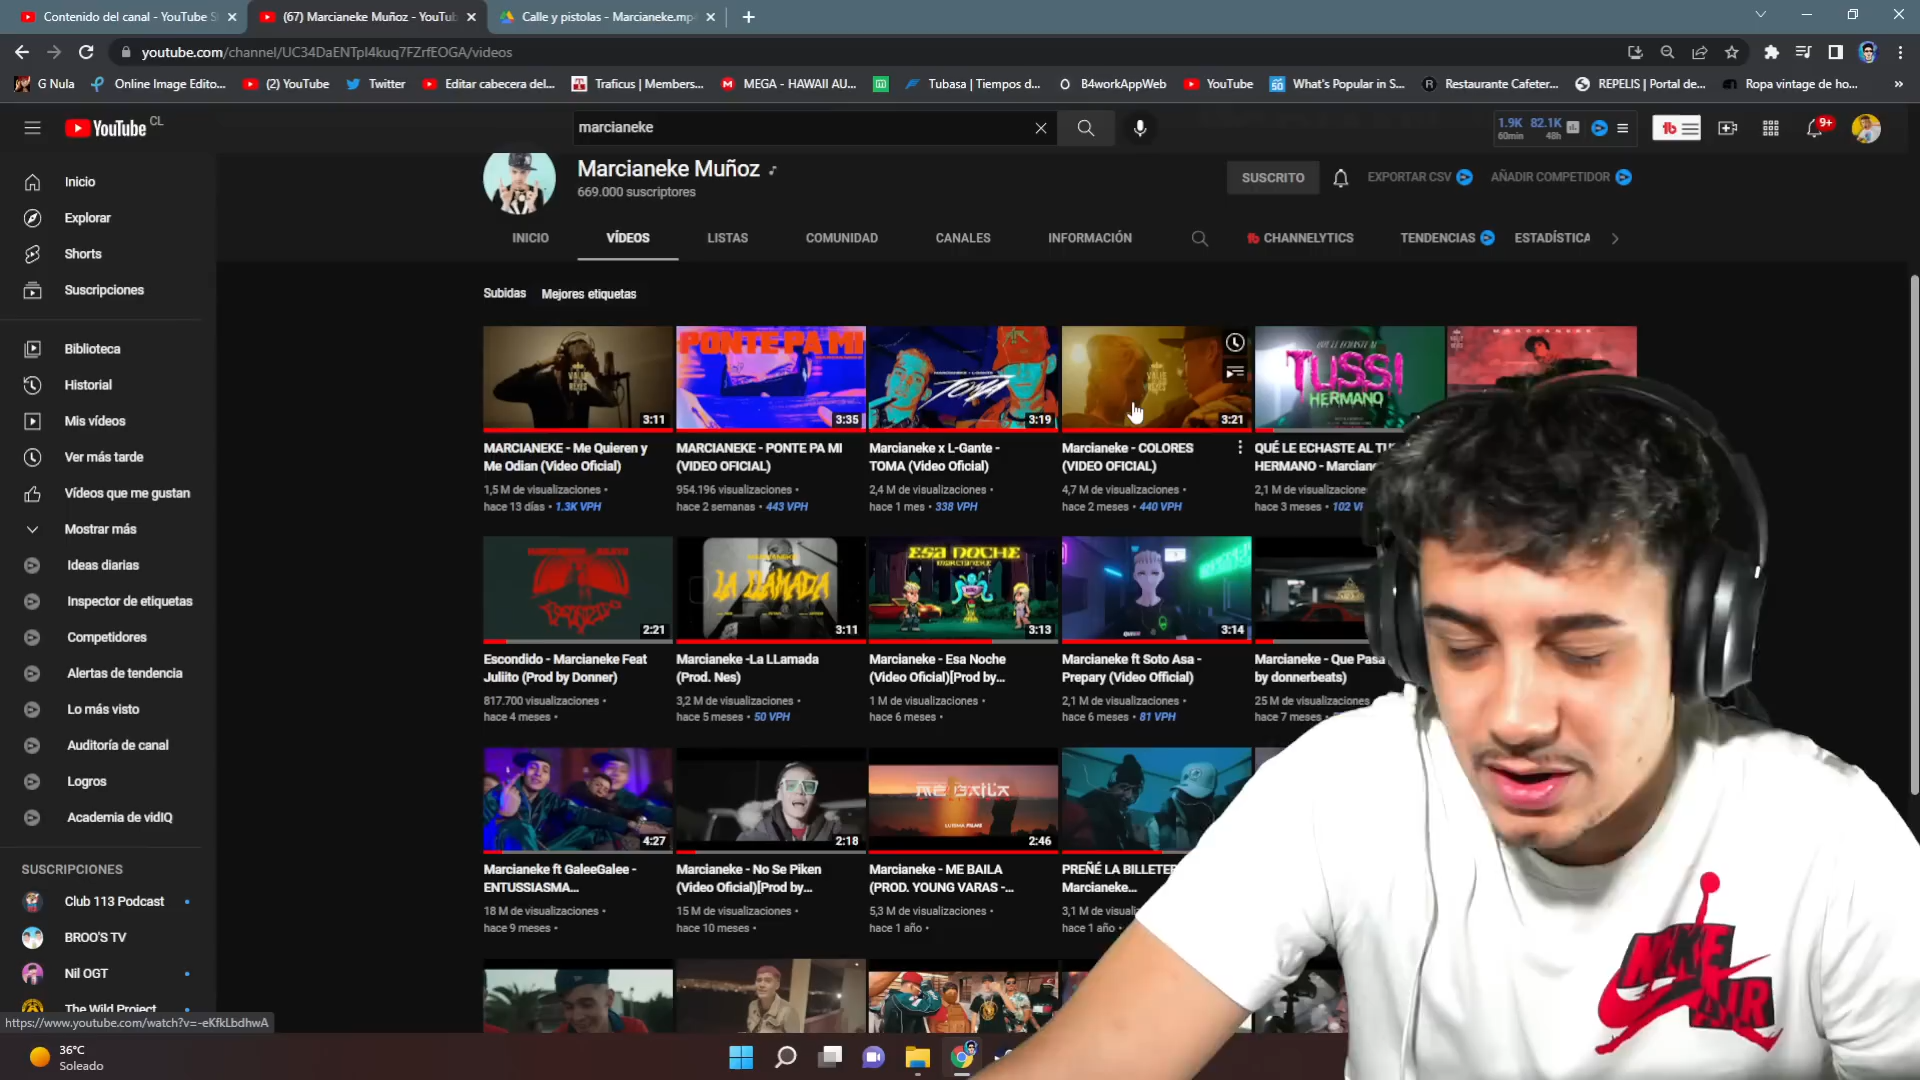 Contenido del canal - YouTube S
(67) Marcianeke Muñoz - YouTub
Calle y pistolas - Marcianeke.mp
youtube.com/channel/UC34DaENTpl4kuq7FZrfEOGA/videos
G Nula
Online Image Edito...
(2) YouTube
Twitter
Editar cabecera del...
Traficus | Members...
MEGA - HAWAII AU...
Tubasa | Tiempos d...
B4workAppWeb
YouTube
What's Popular in S...
Restaurante Cafeter...
REPELIS | Portal de...
Ropa vintage de ho...
YouTube CL
marcianeke
1.9K 82.1K
60min 48h
9+
Marcianeke Muñoz
669.000 suscriptores
SUSCRITO
EXPORTAR CSV
AÑADIR COMPETIDOR
INICIO
VÍDEOS
LISTAS
COMUNIDAD
CANALES
INFORMACIÓN
CHANNELYTICS
TENDENCIAS
ESTADÍSTICA
Subidas
Mejores etiquetas
Inicio
Explorar
Shorts
Suscripciones
Biblioteca
Historial
Mis vídeos
Ver más tarde
Vídeos que me gustan
Mostrar más
Ideas diarias
Inspector de etiquetas
Competidores
Alertas de tendencia
Lo más visto
Auditoría de canal
Logros
Academia de vidIQ
SUSCRIPCIONES
Club 113 Podcast
BROO'S TV
Nil OGT
The Wild Project
3:11
MARCIANEKE - Me Quieren y
Me Odian (Video Oficial)
1,5 M de visualizaciones •
hace 13 días • 1.3K VPH
PONTE PA MI
3:35
MARCIANEKE - PONTE PA MI
(VIDEO OFICIAL)
954.196 visualizaciones •
hace 2 semanas • 443 VPH
TOMA
3:19
Marcianeke x L-Gante -
TOMA (Video Oficial)
2,4 M de visualizaciones •
hace 1 mes • 338 VPH
3:21
Marcianeke - COLORES
(VIDEO OFICIAL)
4,7 M de visualizaciones •
hace 2 meses • 440 VPH
QUÉ LE ECHASTE AL
TUSSI
HERMANO
QUÉ LE ECHASTE AL TU
HERMANO - Marcian
2,1 M de visualizaciones
hace 3 meses • 102 V
MARCIANEKE
2:21
Escondido - Marcianeke Feat
Juliito (Prod by Donner)
817.700 visualizaciones •
hace 4 meses •
LA LLAMADA
3:11
Marcianeke -La LLamada
(Prod. Nes)
3,2 M de visualizaciones •
hace 5 meses • 50 VPH
ESA NOCHE
MARCIANEKE
3:13
Marcianeke - Esa Noche
(Video Oficial)[Prod by...
1 M de visualizaciones •
hace 6 meses •
3:14
Marcianeke ft Soto Asa -
Prepary (Video Official)
2,1 M de visualizaciones •
hace 6 meses • 81 VPH
Marcianeke - Que Pasa
by donnerbeats)
25 M de visualizaciones
hace 7 meses •
4:27
Marcianeke ft GaleeGalee -
ENTUSSIASMA...
18 M de visualizaciones •
hace 9 meses •
2:18
Marcianeke - No Se Piken
(Video Oficial)[Prod by...
15 M de visualizaciones •
hace 10 meses •
ME BAILA
2:46
Marcianeke - ME BAILA
(PROD. YOUNG VARAS -...
5,3 M de visualizaciones •
hace 1 año •
PREÑÉ LA BILLETE
Marcianeke...
3,1 M de visuali
hace 1 año •
NIKE
AIR
https://www.youtube.com/watch?v=-eKfkLbdhwA
36°C
Soleado